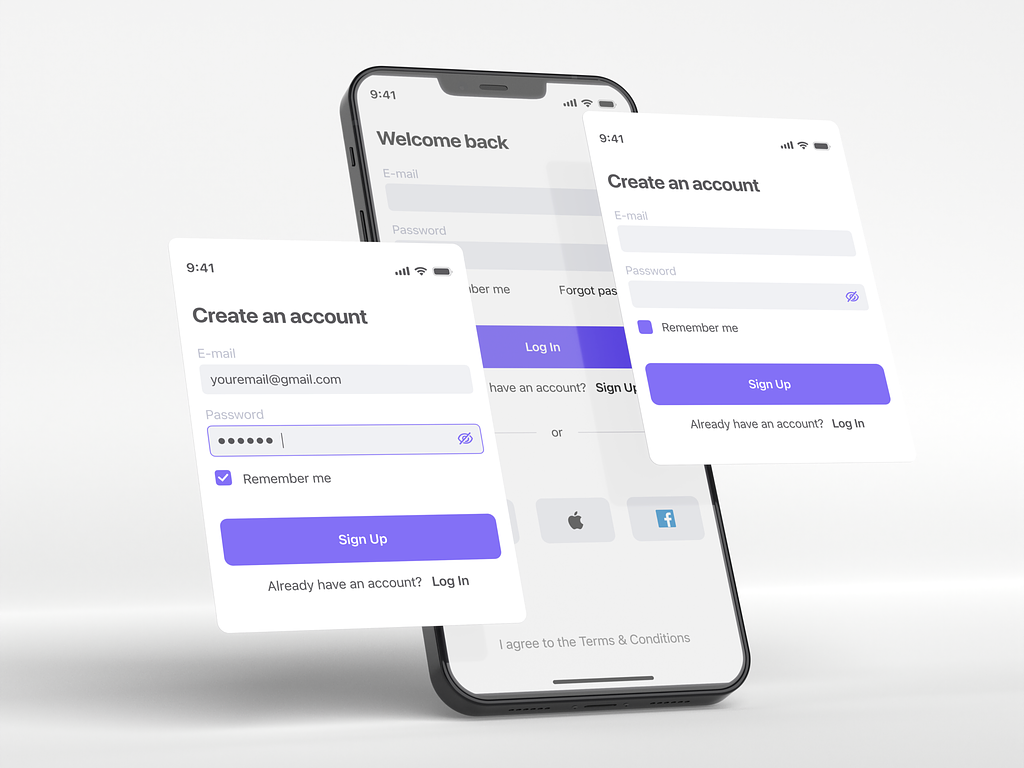 9:41
Welcome back
E-mail
Password
ber me
Forgot pas
Log In
have an account? Sign Up
or
I agree to the Terms & Conditions
9:41
Create an account
E-mail
Password
Remember me
Sign Up
Already have an account? Log In
9:41
Create an account
E-mail
youremail@gmail.com
Password
Remember me
Sign Up
Already have an account? Log In